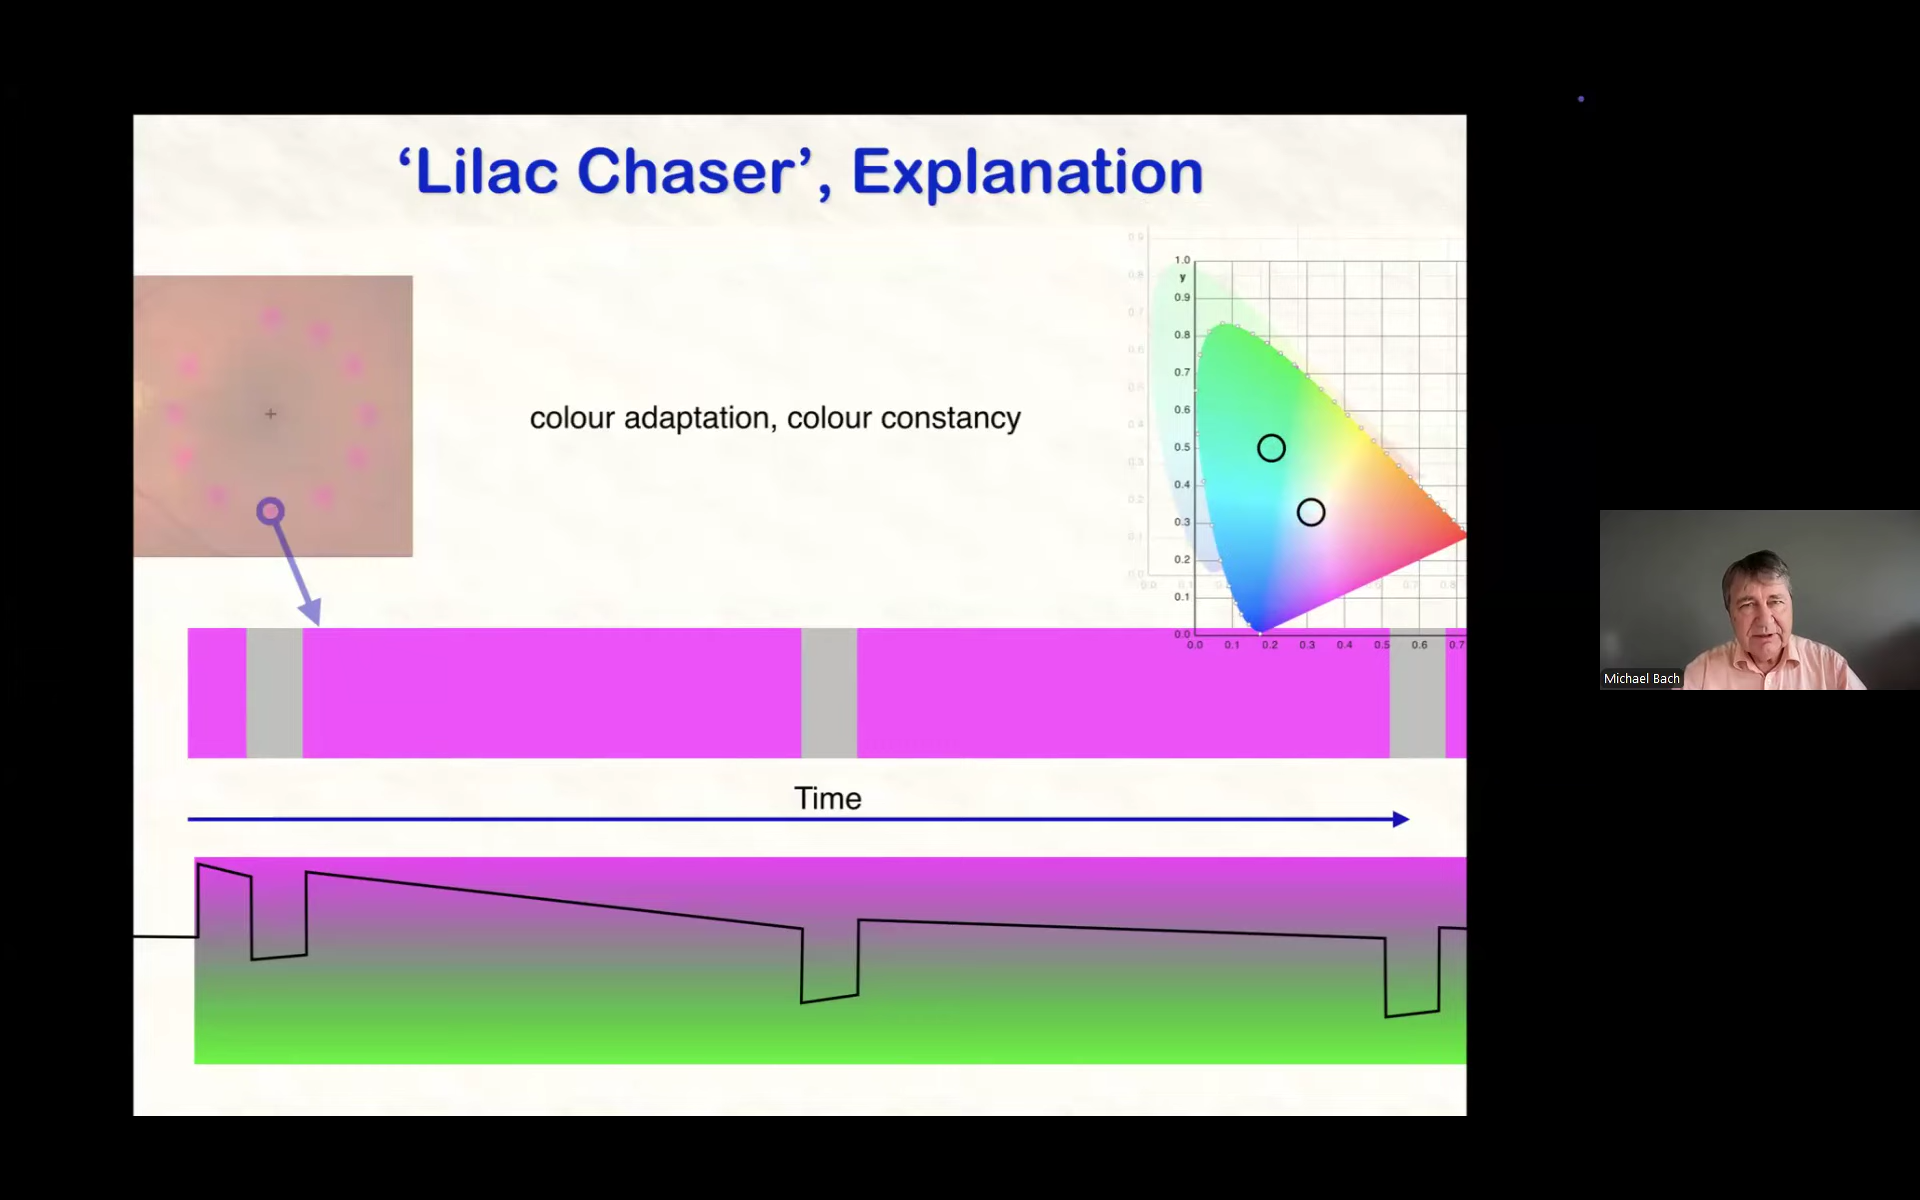 ‘Lilac Chaser’, Explanation
colour adaptation, colour constancy
1.0
y
0.9
0.8
0.7
0.6
0.5
0.4
0.3
0.2
0.1
0.0
0.0 0.1 0.2 0.3 0.4 0.5 0.6 0.7
Time
Michael Bach